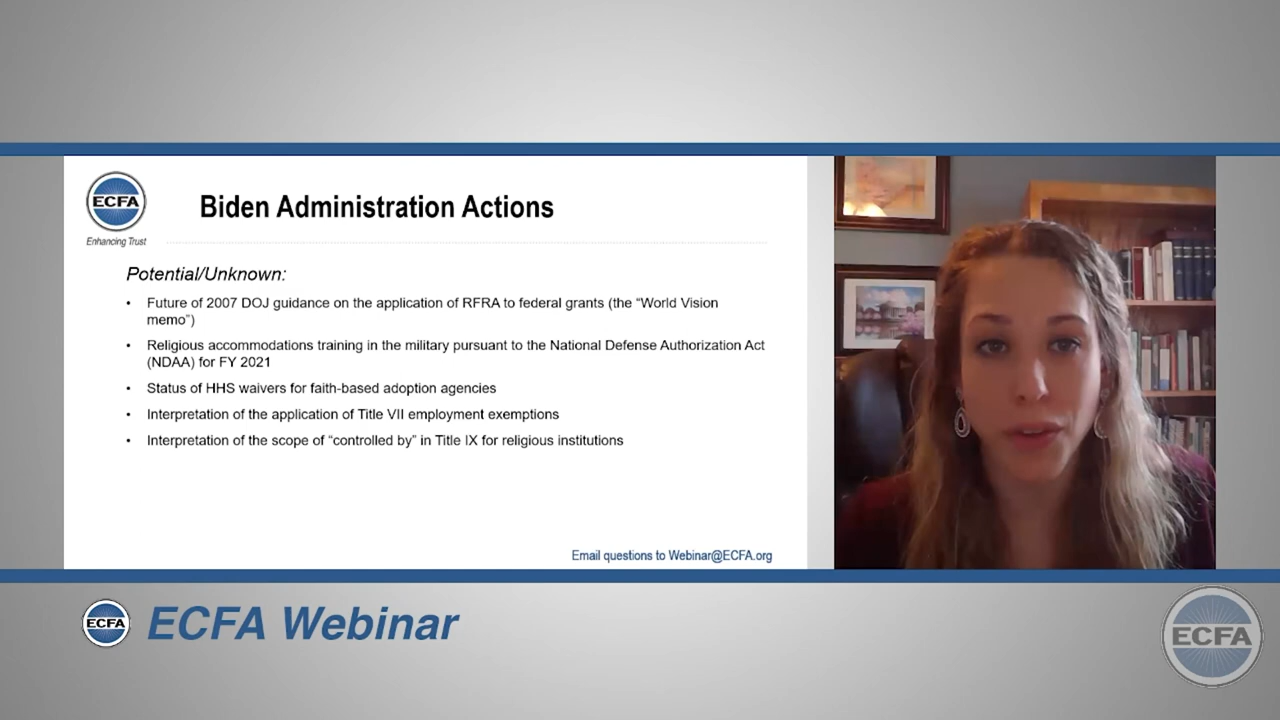 ECFA
Enhancing Trust
Biden Administration Actions
Potential/Unknown:
• Future of 2007 DOJ guidance on the application of RFRA to federal grants (the “World Vision
memo”)
• Religious accommodations training in the military pursuant to the National Defense Authorization Act
(NDAA) for FY 2021
• Status of HHS waivers for faith-based adoption agencies
• Interpretation of the application of Title VII employment exemptions
• Interpretation of the scope of “controlled by” in Title IX for religious institutions
Email questions to Webinar@ECFA.org
ECFA
ECFA Webinar
ECFA